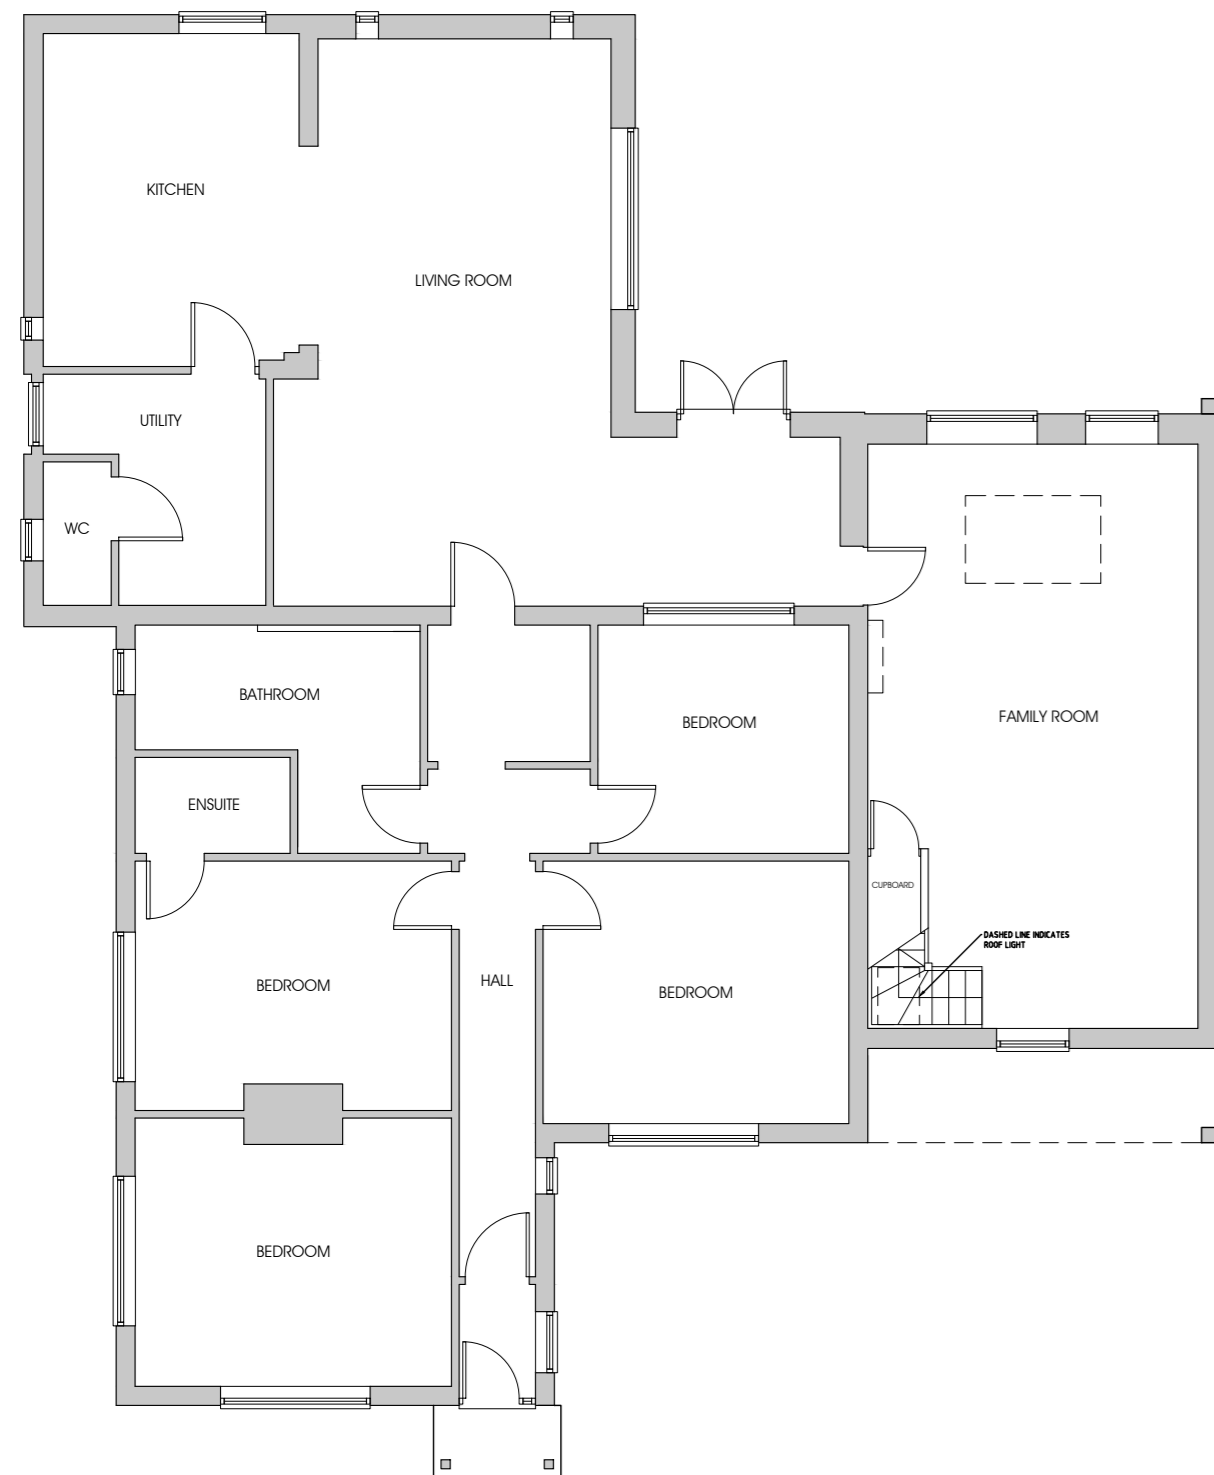 KITCHEN
LIVING ROOM
UTILITY
WC
BATHROOM
BEDROOM
FAMILY ROOM
ENSUITE
CUPBOARD
DASHED LINE INDICATES
ROOF LIGHT
BEDROOM
HALL
BEDROOM
BEDROOM